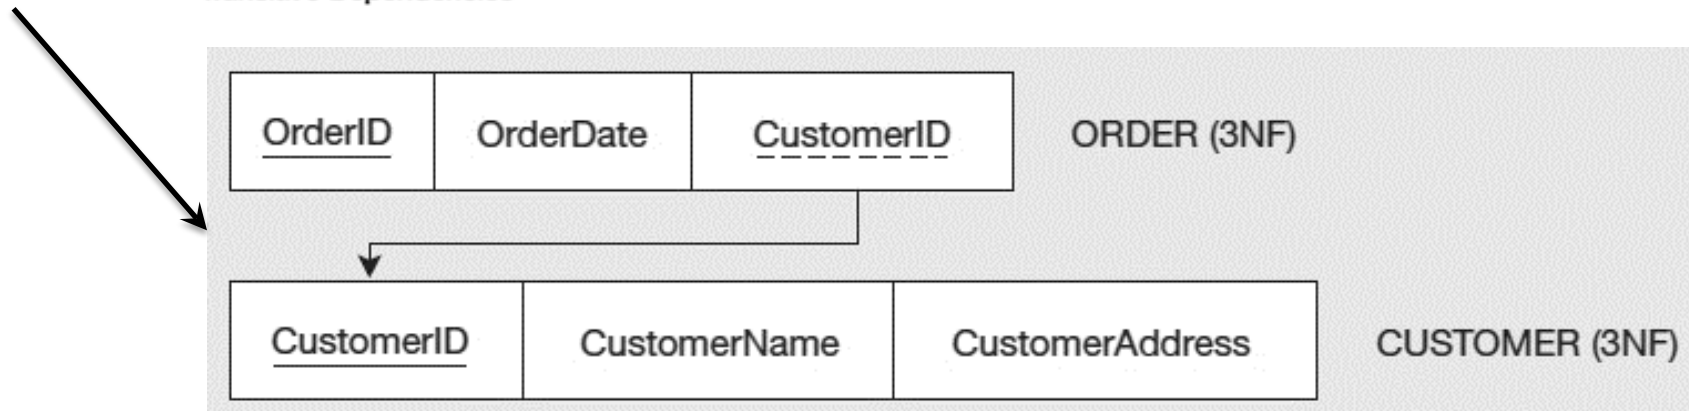 OrderID OrderDate CustomerID ORDER (3NF)
CustomerID CustomerName CustomerAddress CUSTOMER (3NF)